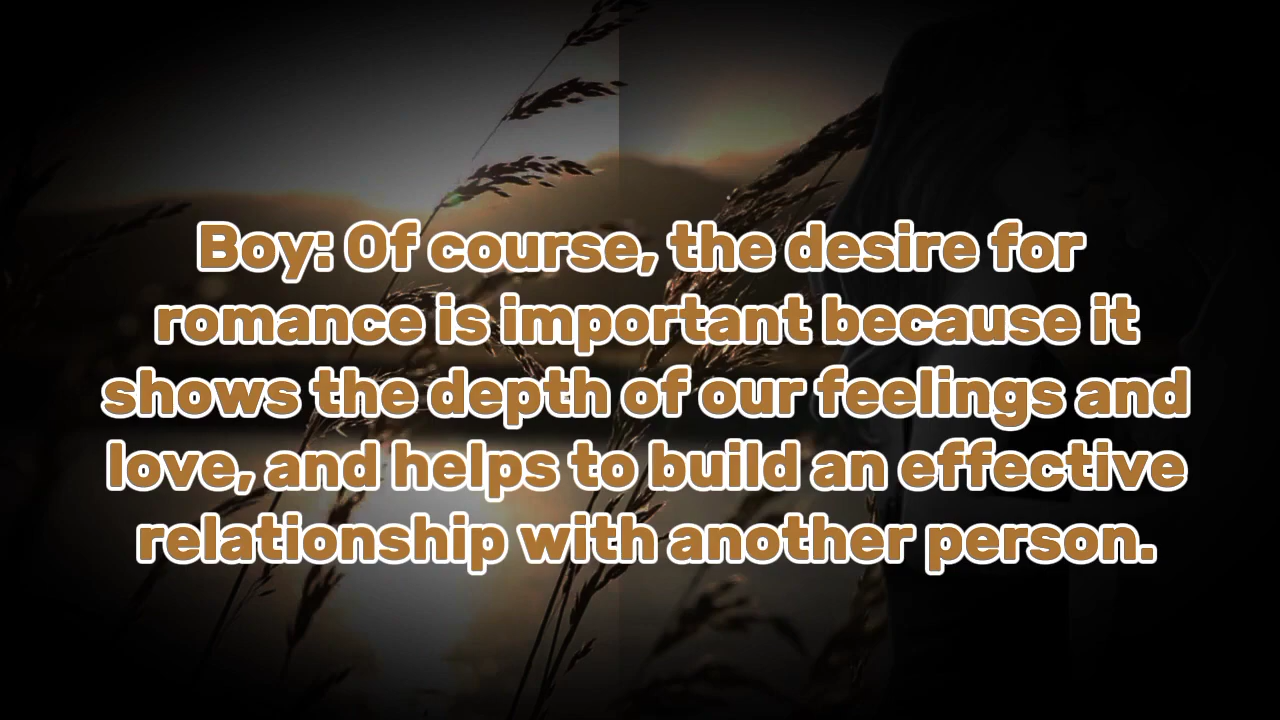 Boy: Of course, the desire for
romance is important because it
shows the depth of our feelings and
love, and helps to build an effective
relationship with another person.